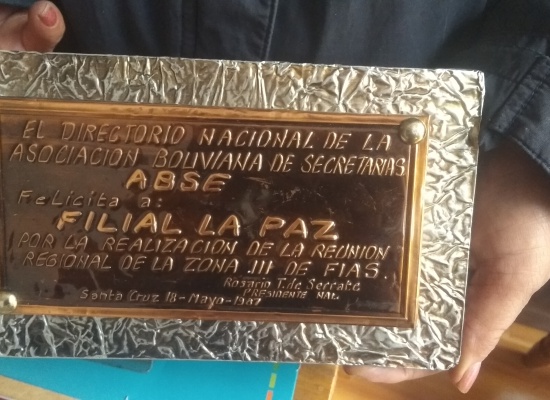 EL DIRECTORIO NACIONAL DE LA
ASOCIACION BOLIVIANA DE SECRETARIAS
ABSE
Felicita a:
FILIAL LA PAZ
POR LA REALIZACION DE LA REUNION
REGIONAL DE LA ZONA III DE FIAS.
Rosario T. de Serrate
PRESIDENTE NAL.
Santa Cruz 18-Mayo-1987